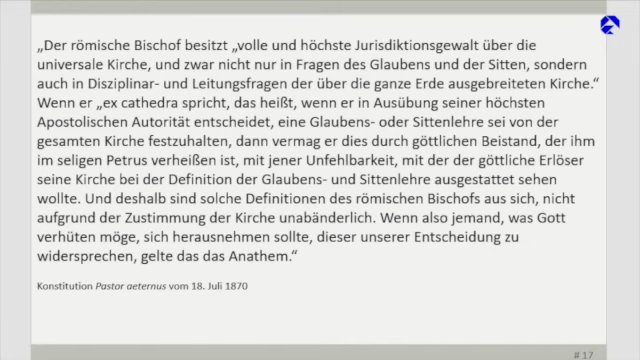 „Der römische Bischof besitzt „volle und höchste Jurisdiktionsgewalt über die
universale Kirche, und zwar nicht nur in Fragen des Glaubens und der Sitten, sondern
auch in Disziplinar- und Leitungsfragen der über die ganze Erde ausgebreiteten Kirche.“
Wenn er „ex cathedra spricht, das heißt, wenn er in Ausübung seiner höchsten
Apostolischen Autorität entscheidet, eine Glaubens- oder Sittenlehre sei von der
gesamten Kirche festzuhalten, dann vermag er dies durch göttlichen Beistand, der ihm
im seligen Petrus verheißen ist, mit jener Unfehlbarkeit, mit der der göttliche Erlöser
seine Kirche bei der Definition der Glaubens- und Sittenlehre ausgestattet sehen
wollte. Und deshalb sind solche Definitionen des römischen Bischofs aus sich, nicht
aufgrund der Zustimmung der Kirche unabänderlich. Wenn also jemand, was Gott
verhüten möge, sich herausnehmen sollte, dieser unserer Entscheidung zu
widersprechen, gelte das das Anathem.“
Konstitution Pastor aeternus vom 18. Juli 1870
# 17